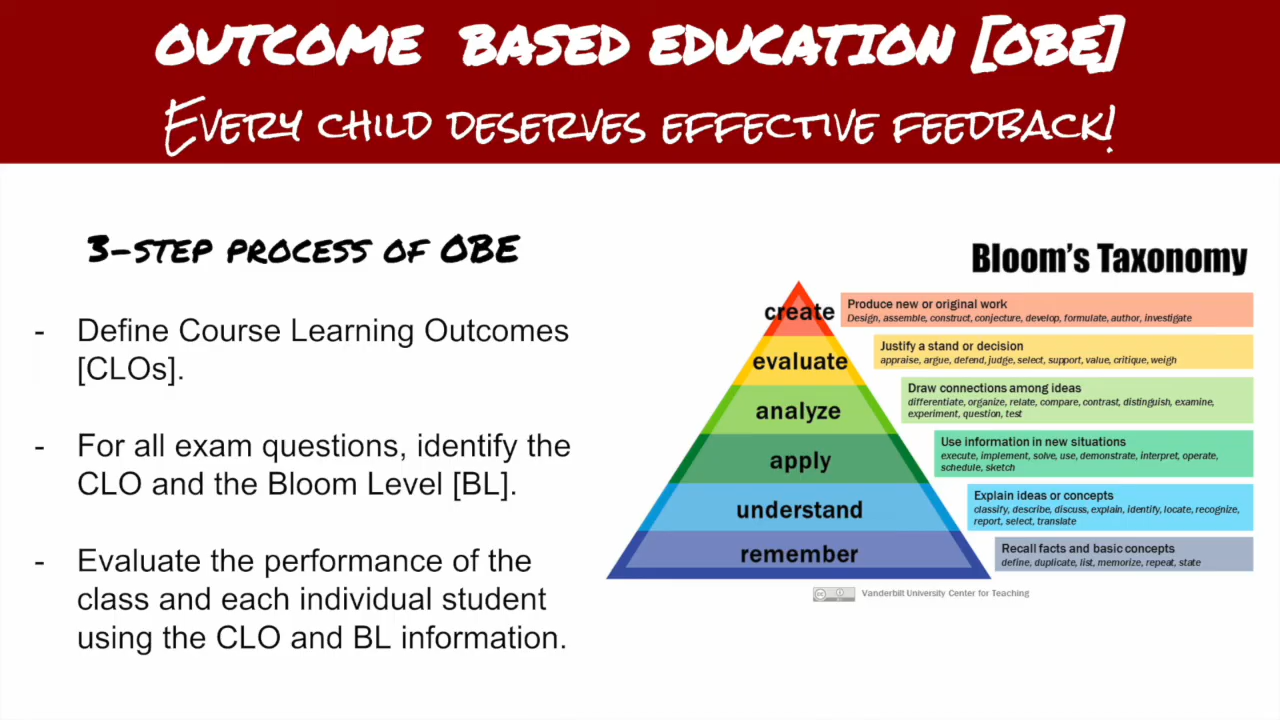 OUTCOME BASED EDUCATION [OBE]
EVERY CHILD DESERVES EFFECTIVE FEEDBACK!
3-STEP PROCESS OF OBE
- Define Course Learning Outcomes
[CLOs].
- For all exam questions, identify the
CLO and the Bloom Level [BL].
- Evaluate the performance of the
class and each individual student
using the CLO and BL information.
Bloom's Taxonomy
create
Produce new or original work
Design, assemble, construct, conjecture, develop, formulate, author, investigate
evaluate
Justify a stand or decision
appraise, argue, defend, judge, select, support, value, critique, weigh
analyze
Draw connections among ideas
differentiate, organize, relate, compare, contrast, distinguish, examine,
experiment, question, test
apply
Use information in new situations
execute, implement, solve, use, demonstrate, interpret, operate,
schedule, sketch
understand
Explain ideas or concepts
classify, describe, discuss, explain, identify, locate, recognize,
report, select, translate
remember
Recall facts and basic concepts
define, duplicate, list, memorize, repeat, state
cc
Vanderbilt University Center for Teaching